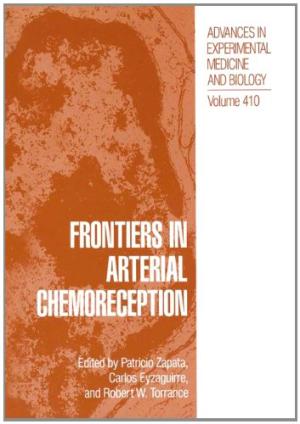 ADVANCES IN
EXPERIMENTAL
MEDICINE
AND BIOLOGY
Volume 410
FRONTIERS IN
ARTERIAL
CHEMORECEPTION
Edited by Patricio Zapata,
Carlos Eyzaguirre,
and Robert W. Torrance